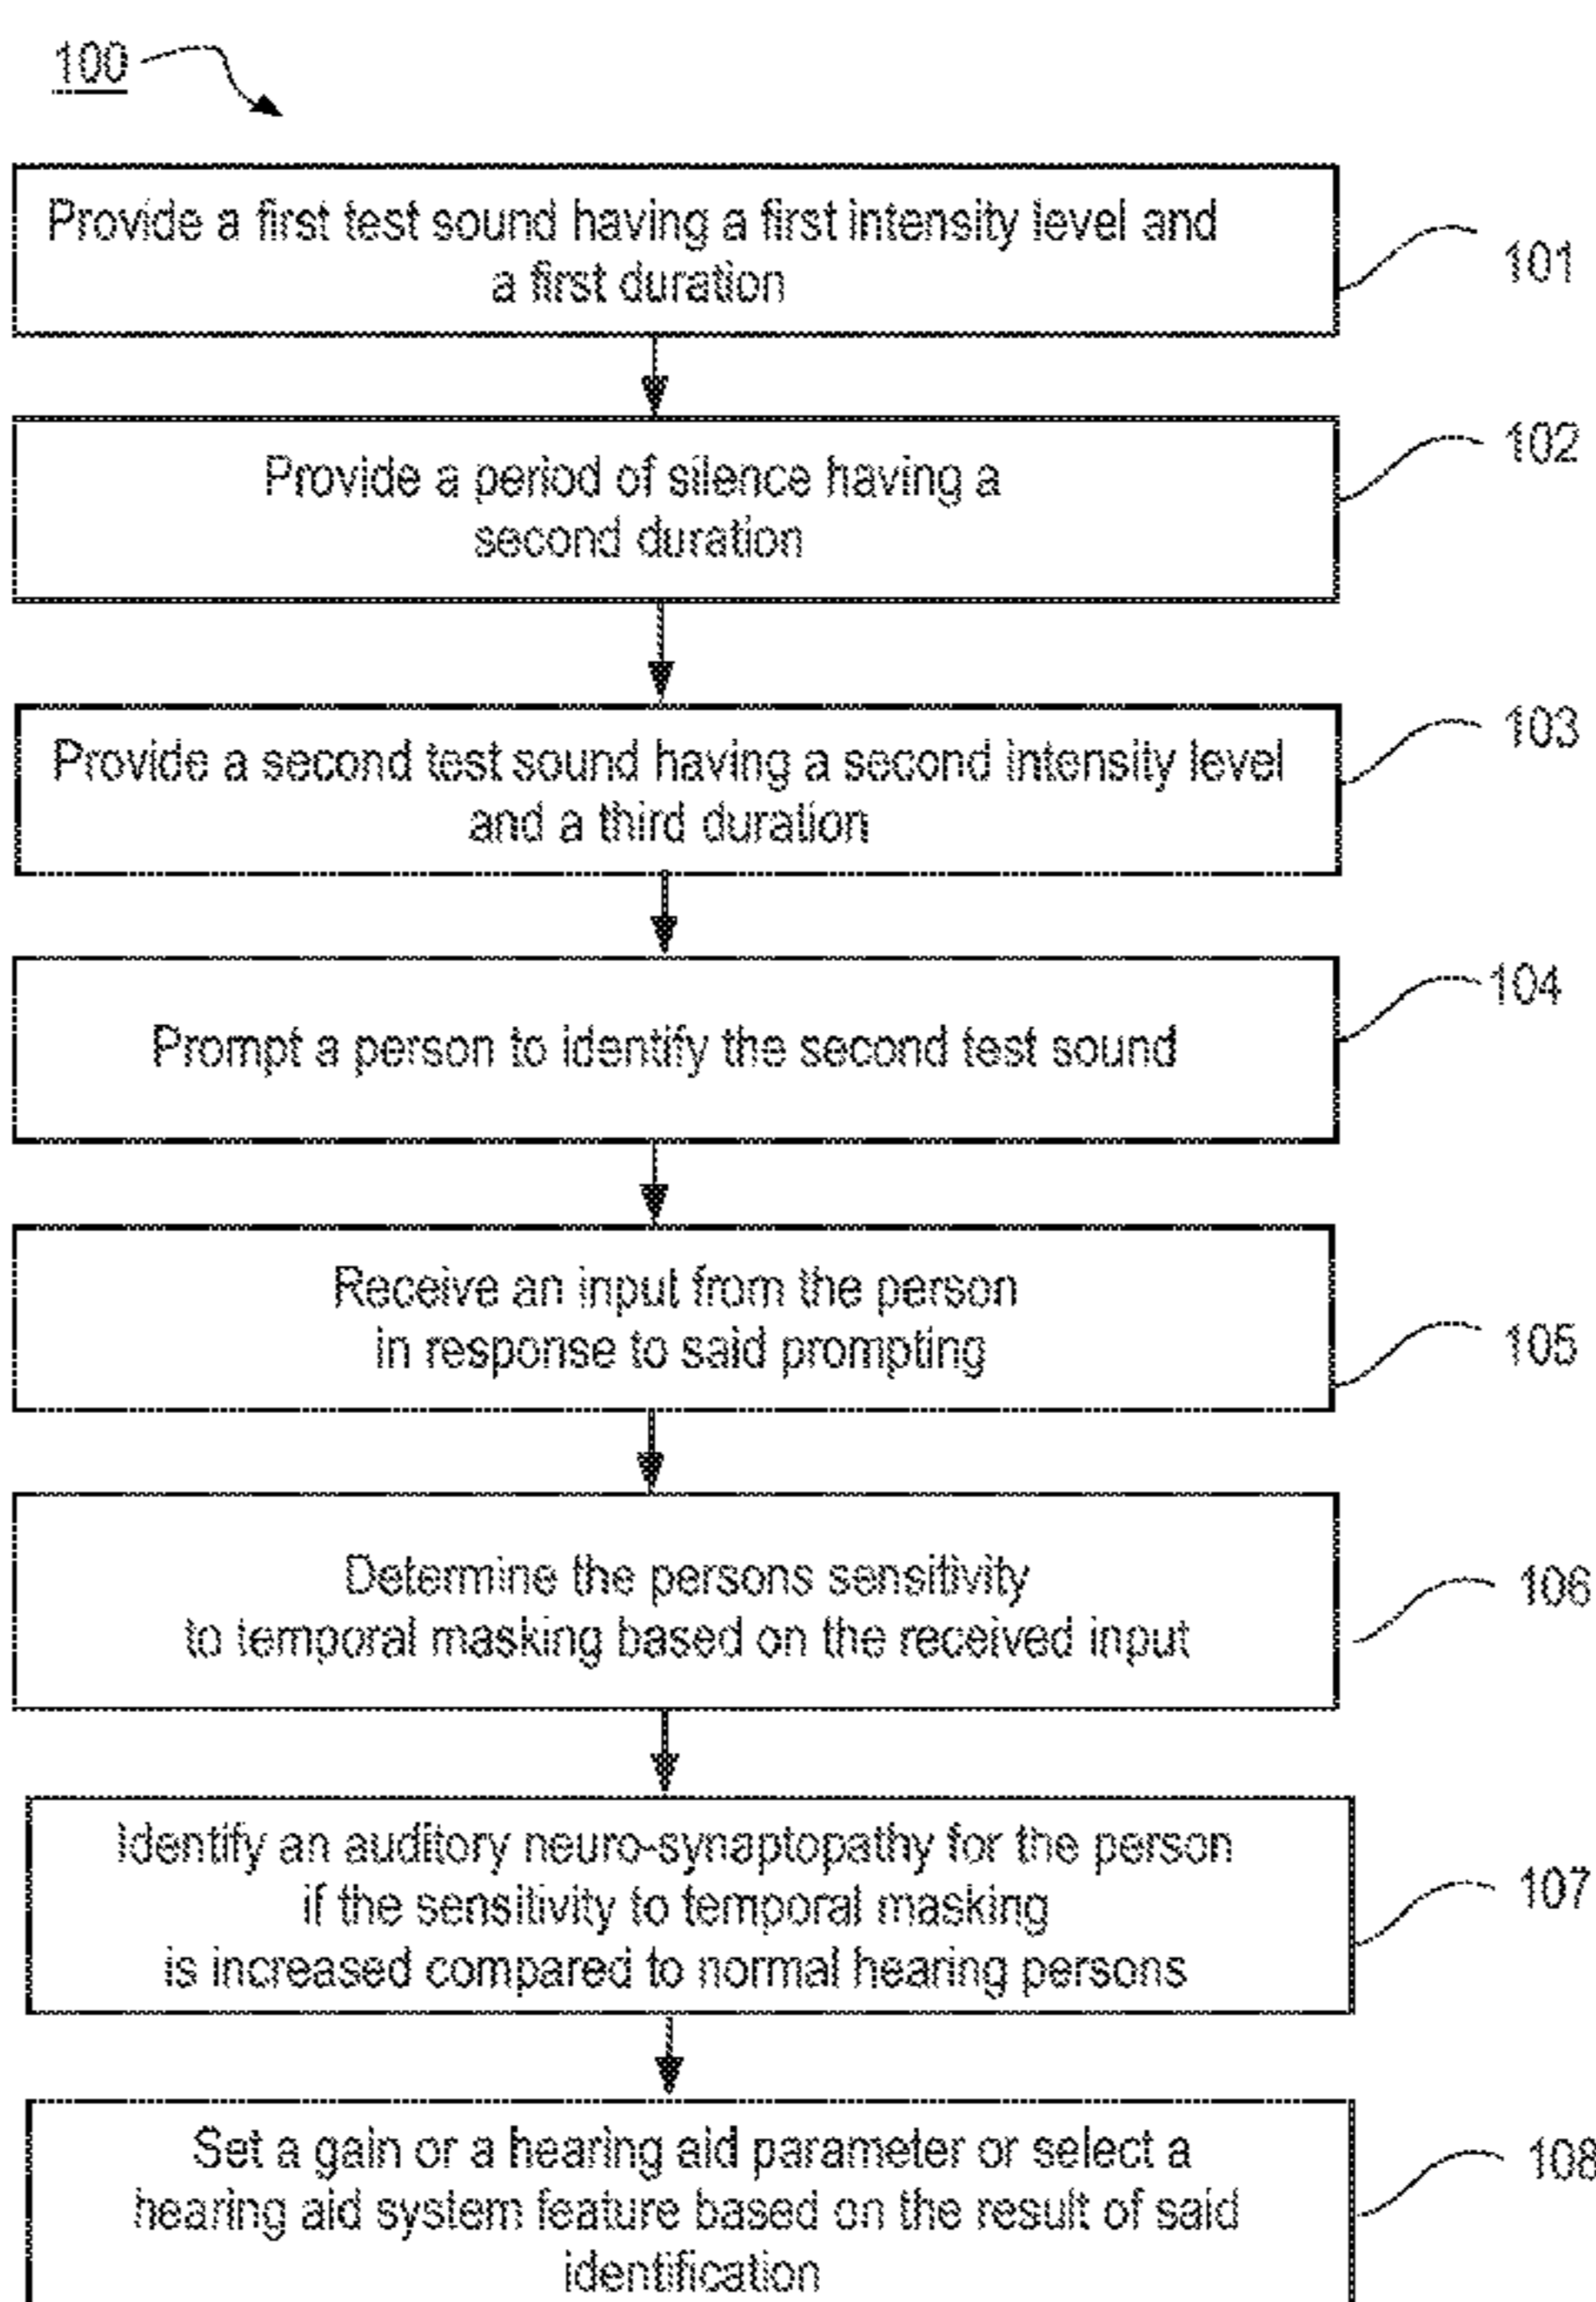 100
Provide a first test sound having a first intensity level and
a first duration
101
Provide a period of silence having a
second duration
102
Provide a second test sound having a second intensity level
and a third duration
103
Prompt a person to identify the second test sound
104
Receive an input from the person
in response to said prompting
105
Determine the persons sensitivity
to temporal masking based on the received input
106
Identify an auditory neuro-synaptopathy for the person
if the sensitivity to temporal masking
is increased compared to normal hearing persons
107
Set a gain or a hearing aid parameter or select a
hearing aid system feature based on the result of said
identification
108